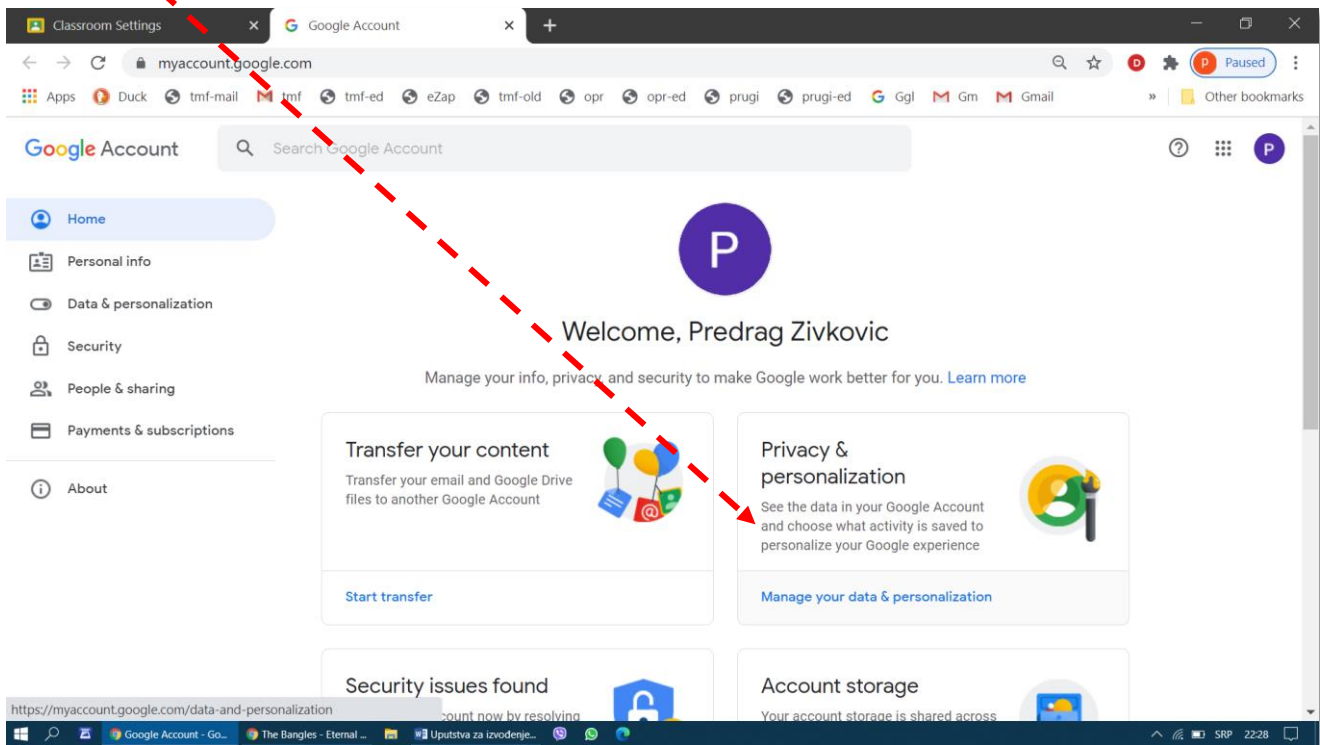 Classroom Settings
Google Account
myaccount.google.com
Paused
Apps Duck tmf-mail tmf tmf-ed eZap tmf-old opr opr-ed prugi prugi-ed Ggl Gm Gmail » Other bookmarks
Google Account
Search Google Account
P
Home
Personal info
Data & personalization
Security
People & sharing
Payments & subscriptions
About
P
Welcome, Predrag Zivkovic
Manage your info, privacy, and security to make Google work better for you. Learn more
Transfer your content
Transfer your email and Google Drive
files to another Google Account
Start transfer
Privacy &
personalization
See the data in your Google Account
and choose what activity is saved to
personalize your Google experience
Manage your data & personalization
Security issues found
count now by resolving
Account storage
Your account storage is shared across
https://myaccount.google.com/data-and-personalization
Google Account - Go... The Bangles - Eternal ... Uputstva za izvođenje... SRP 22:28